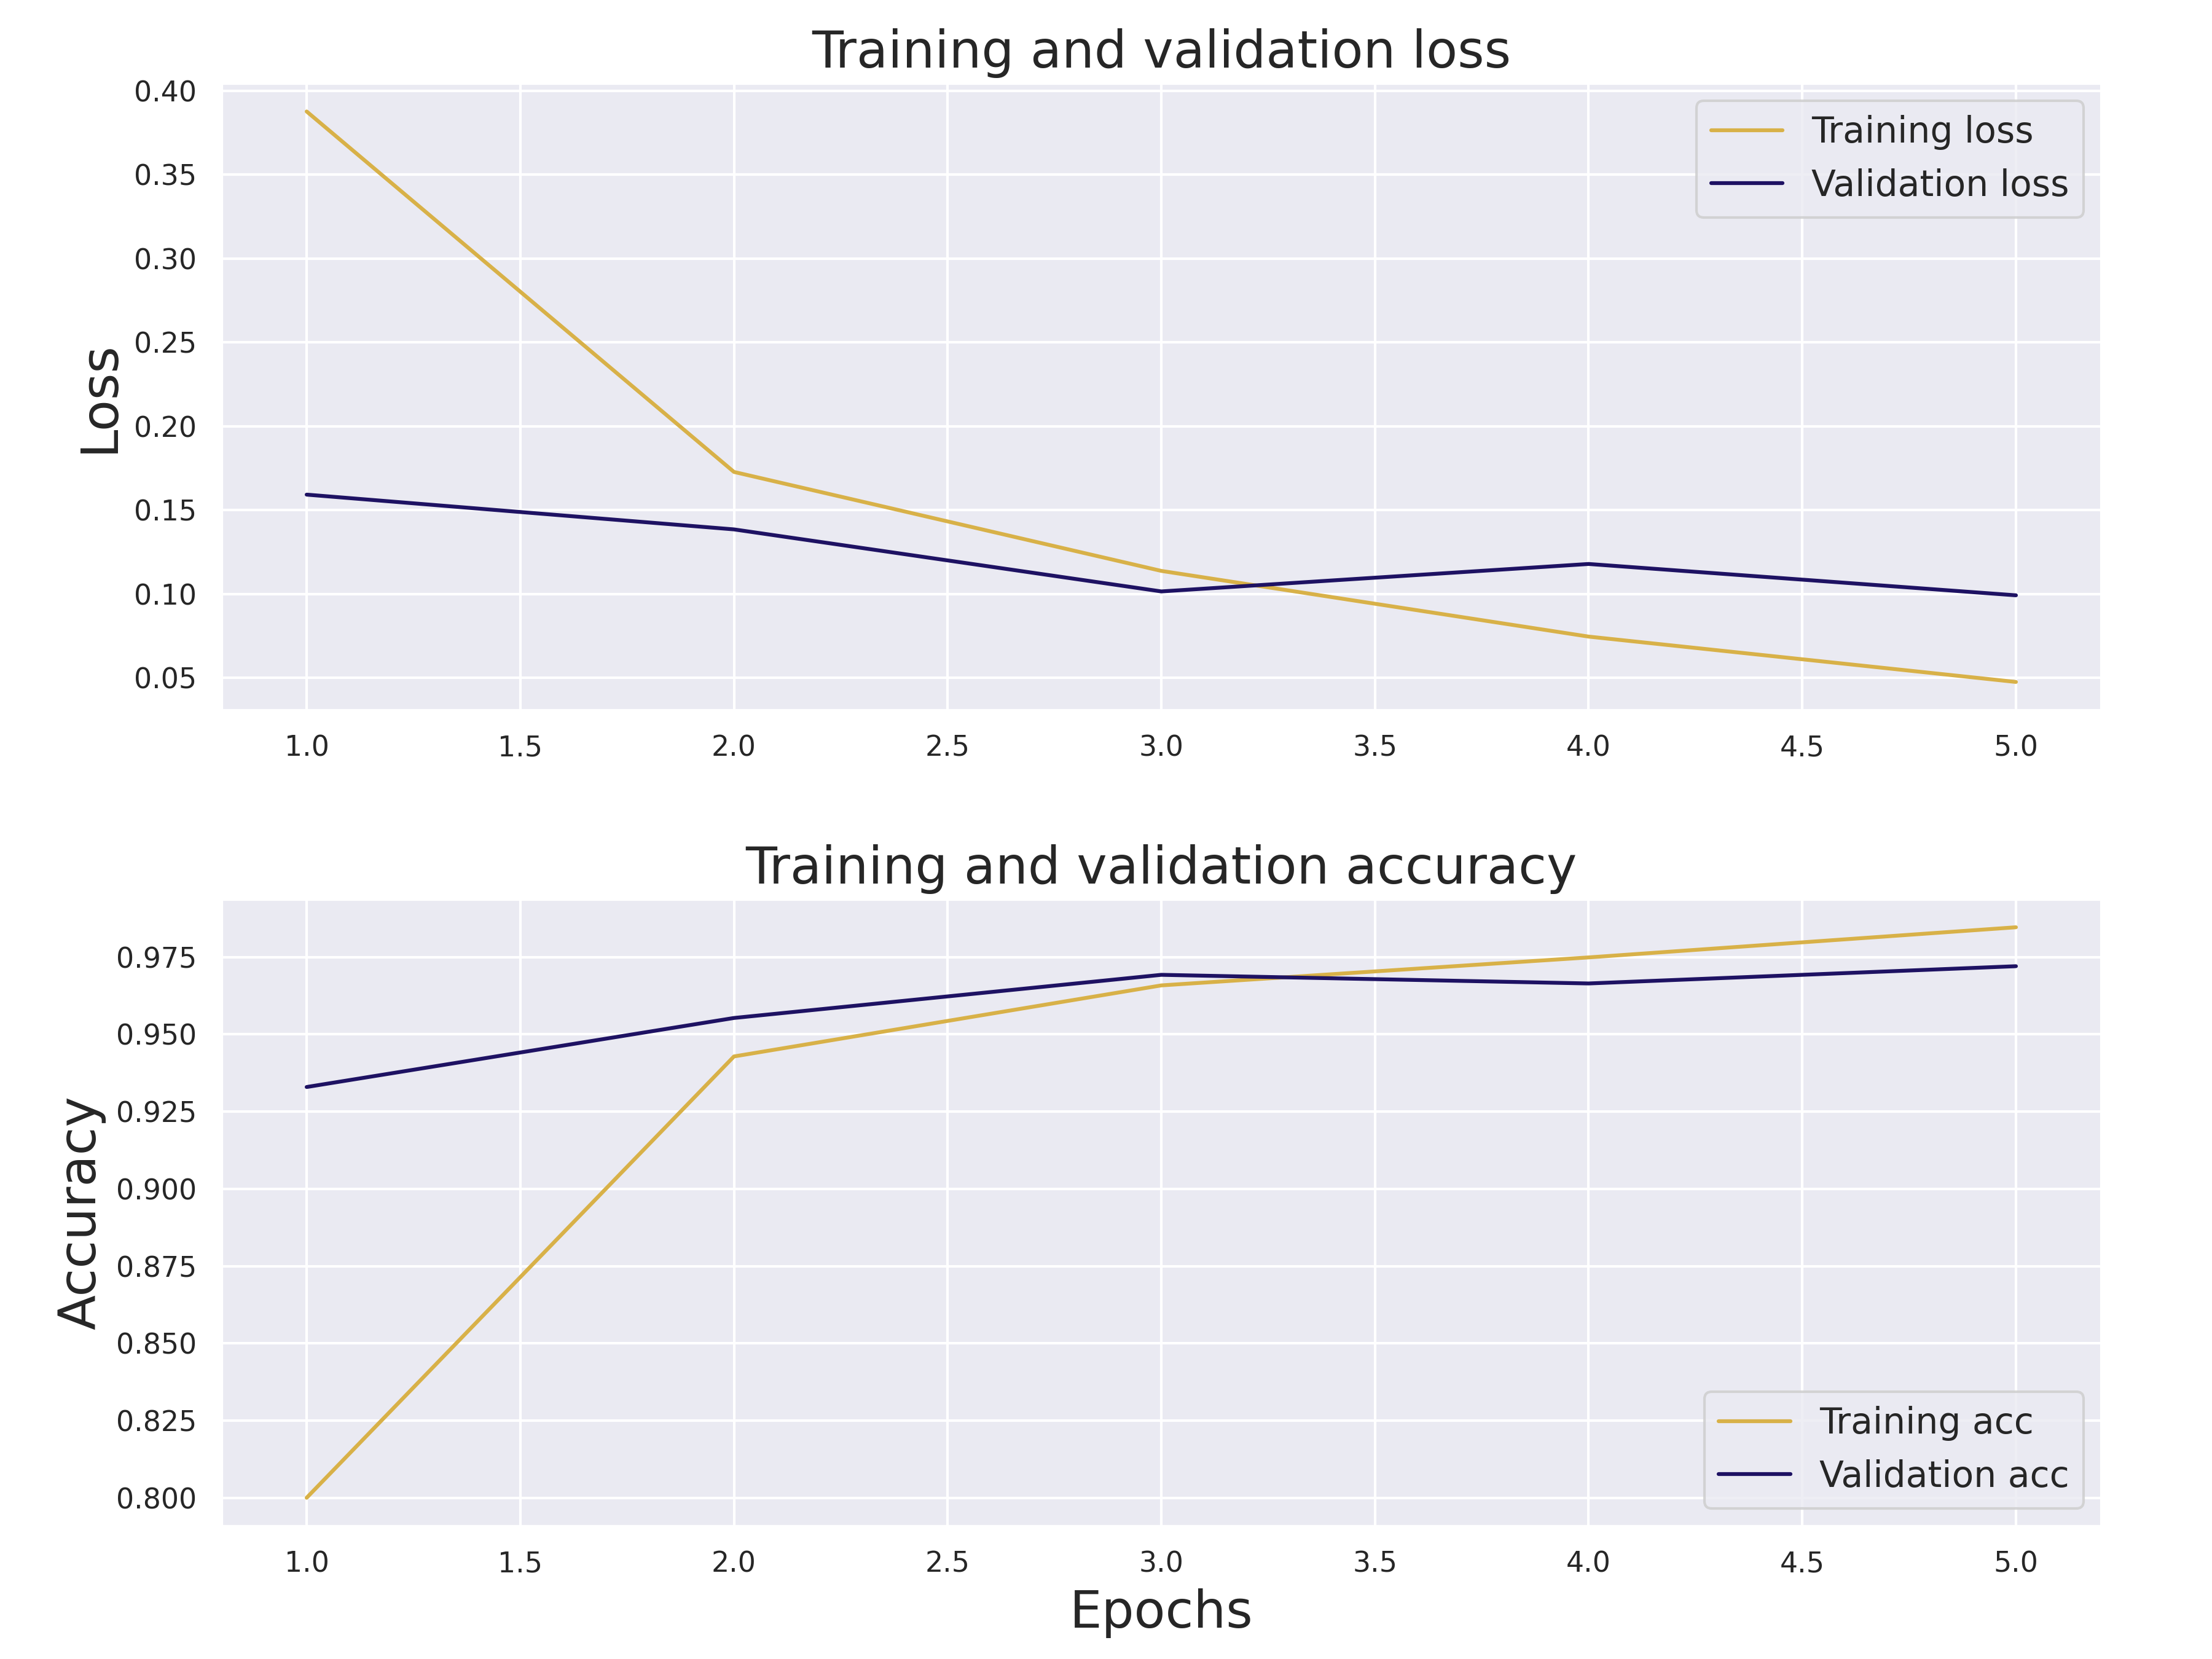 Training and validation loss
0.40
0.35
0.30
0.25
0.20
0.15
0.10
0.05
Loss
Training loss
Validation loss
1.0 1.5 2.0 2.5 3.0 3.5 4.0 4.5 5.0
Training and validation accuracy
0.975
0.950
0.925
0.900
0.875
0.850
0.825
0.800
Accuracy
Training acc
Validation acc
1.0 1.5 2.0 2.5 3.0 3.5 4.0 4.5 5.0
Epochs